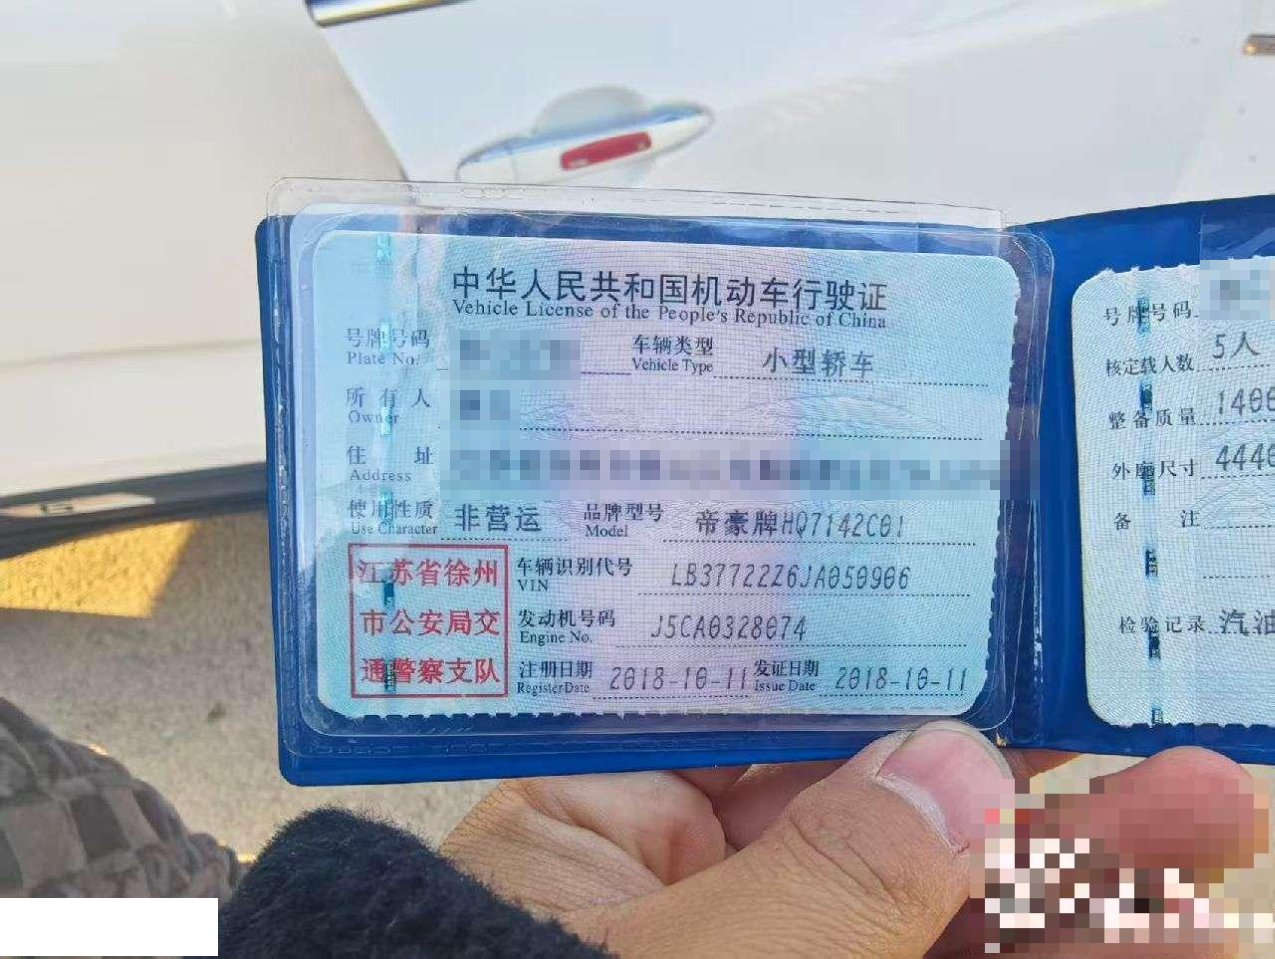 中华人民共和国机动车行驶证
Vehicle License of the People's Republic of China
号牌号码
Plate No.
车辆类型 小型轿车
Vehicle Type
所有人
Owner
住址
Address
使用性质 非营运
Use Character
品牌型号 帝豪牌HQ7142C01
Model
江苏省徐州
市公安局交
通警察支队
车辆识别代号 LB37722Z6JA050906
VIN
发动机号码 J5CA0328074
Engine No.
注册日期 2018-10-11
Register Date
发证日期 2018-10-11
Issue Date
号牌号码
核定载人数 5人
整备质量 1400
外廓尺寸 4440
备注
检验记录 汽油